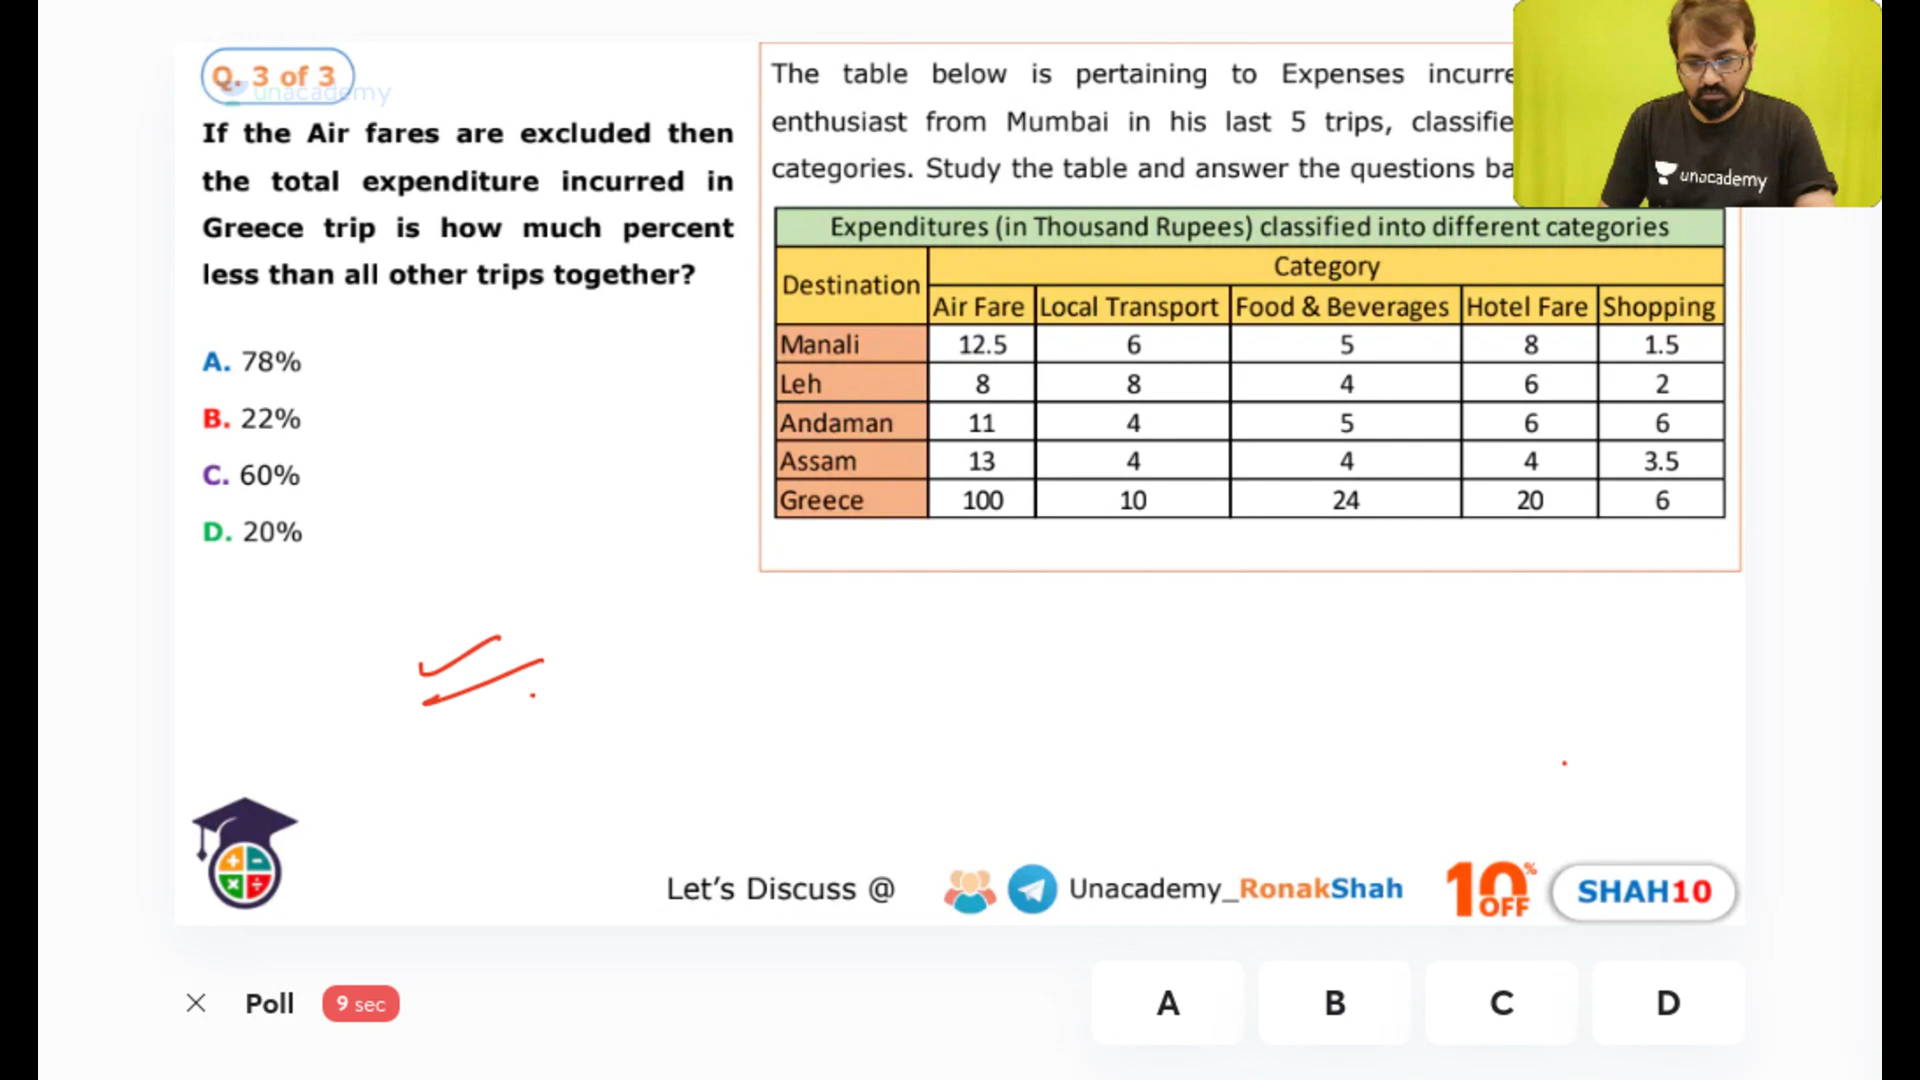 Q. 3 of 3
unacademy
If the Air fares are excluded then
the total expenditure incurred in
Greece trip is how much percent
less than all other trips together?
A. 78%
B. 22%
C. 60%
D. 20%
The table below is pertaining to Expenses
enthusiast from Mumbai in his last 5 trips,
categories. Study the table and answer the questions
unacademy
Expenditures (in Thousand Rupees) classified into different categories
Destination Category
Air Fare Local Transport Food & Beverages Hotel Fare Shopping
Manali 12.5 6 5 8 1.5
Leh 8 8 4 6 2
Andaman 11 4 5 6 6
Assam 13 4 4 4 3.5
Greece 100 10 24 20 6
Let's Discuss @ Unacademy_RonakShah 10% OFF SHAH10
Poll 9 sec A B C D